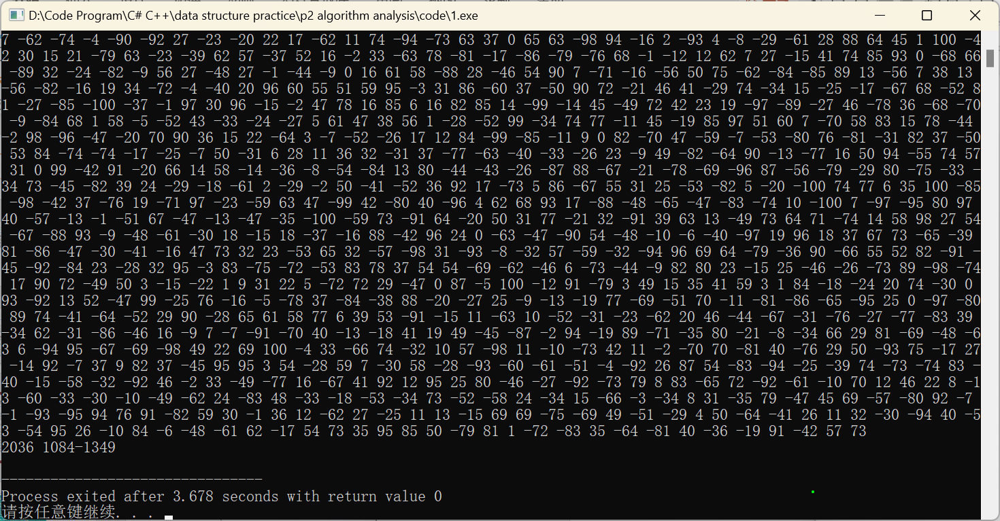 D:\Code Program\C# C++\data structure practice\p2 algorithm analysis\code\1.exe
7 -62 -74 -4 -90 -92 27 -23 -20 22 17 -62 11 74 -94 -73 63 37 0 65 63 -98 94 -16 2 -93 4 -8 -29 -61 28 88 64 45 1 100 -4
2 30 15 21 -79 63 -23 -39 62 57 -37 52 16 -2 33 -63 78 -81 -17 -86 -79 -76 68 -1 -12 12 62 7 27 -15 41 74 85 93 0 -68 66
-89 32 -24 -82 -9 56 27 -48 27 -1 -44 -9 0 16 61 58 -88 28 -46 54 90 7 -71 -16 -56 50 75 -62 -84 -85 89 13 -56 7 38 13
-56 -82 -16 19 34 -72 -4 -40 20 96 60 55 51 59 95 -3 31 86 -60 37 -50 90 72 -21 46 41 -29 74 -34 15 -25 -17 -67 68 -52 8
1 -27 -85 -100 -37 -1 97 30 96 -15 -2 47 78 16 85 6 16 82 85 14 -99 -14 45 -49 72 42 23 19 -97 -89 -27 46 -78 36 -68 -70
-9 -84 68 1 58 -5 -52 43 -33 -24 -27 5 61 47 38 56 1 -28 -52 99 -34 74 77 -11 45 -19 85 97 51 60 7 -70 58 83 15 78 -44
-2 98 -96 -47 -20 70 90 36 15 22 -64 3 -7 -52 -26 17 12 84 -99 -85 -11 9 0 82 -70 47 -59 -7 -53 -80 76 -81 -31 82 37 -50
53 84 -74 -74 -17 -25 -7 50 -31 6 28 11 36 32 -31 37 -77 -63 -40 -33 -26 23 -9 49 -82 -64 90 -13 -77 16 50 94 -55 74 57
31 0 99 -42 91 -20 66 14 58 -14 -36 -8 -54 -84 13 80 -44 -43 -26 -87 88 -67 -21 -78 -69 -96 87 -56 -79 -29 80 -75 -33 -
34 73 -45 -82 39 24 -29 -18 -61 2 -29 -2 50 -41 -52 36 92 17 -73 5 86 -67 55 31 25 -53 -82 5 -20 -100 74 77 6 35 100 -85
-98 -42 37 -76 19 -71 97 -23 -59 63 47 -99 42 -80 40 -96 4 62 68 93 17 -88 -48 -65 -47 -83 -74 10 -100 7 -97 -95 80 97
40 -57 -13 -1 -51 67 -47 -13 -47 -35 -100 -59 73 -91 64 -20 50 31 77 -21 32 -91 39 63 13 -49 73 64 71 -74 14 58 98 27 54
-67 -88 93 -9 -48 -61 -30 18 -15 18 -37 -16 88 -42 96 24 0 -63 -47 -90 54 -48 -10 -6 -40 -97 19 96 18 37 67 73 -65 -39
81 -86 -47 -30 -41 -16 47 73 32 23 -53 65 32 -57 -98 31 -93 -8 -32 57 -59 -32 -94 96 69 64 -79 -36 90 -66 55 52 82 -91 -
45 -92 -84 23 -28 32 95 -3 83 -75 -72 -53 83 78 37 54 54 -69 -62 -46 6 -73 -44 -9 82 80 23 -15 25 -46 -26 -73 89 -98 -74
17 90 72 -49 50 3 -15 -22 1 9 31 22 5 -72 72 29 -47 0 87 -5 100 -12 91 -79 3 49 15 35 41 59 3 1 84 -18 -24 20 74 -30 0
93 -92 13 52 -47 99 -25 76 -16 -5 -78 37 -84 -38 88 -20 -27 25 -9 -13 -19 77 -69 -51 70 -11 -81 -86 -65 -95 25 0 -97 -80
89 74 -41 -64 -52 29 90 -28 65 61 58 77 6 39 53 -91 -15 11 -63 10 -52 -31 -23 -62 20 46 -44 -67 -31 -76 -27 -77 -83 39
-34 62 -31 -86 -46 16 -9 7 -7 -91 -70 40 -13 -18 41 19 49 -45 -87 -2 94 -19 89 -71 -35 80 -21 -8 -34 66 29 81 -69 -48 -6
3 6 -94 95 -67 -69 -98 49 22 69 100 -4 33 -66 74 -32 10 57 -98 11 -10 -73 42 11 -2 -70 70 -81 40 -76 29 50 -93 75 -17 27
-14 92 -7 37 9 82 37 -45 95 95 3 54 -28 59 7 -30 58 -28 -93 -60 -61 -51 -4 -92 26 87 54 -83 -94 -25 -39 74 -73 -74 83 -
40 -15 -58 -32 -92 46 -2 33 -49 -77 16 -67 41 92 12 95 25 80 -46 -27 -92 -73 79 8 83 -65 72 -92 -61 -10 70 12 46 22 8 -1
3 -60 -33 -30 -10 -49 -62 24 -83 48 -33 -18 -53 -34 73 -52 -58 24 -34 15 -66 -3 -34 8 31 -35 79 -47 45 69 -57 -80 92 -7
-1 -93 -95 94 76 91 -82 59 30 -1 36 12 -62 27 -25 11 13 -15 69 69 -75 -69 49 -51 -29 4 50 -64 -41 26 11 32 -30 -94 40 -5
3 -54 95 26 -10 84 -6 -48 -61 62 -17 54 73 35 95 85 50 -79 81 1 -72 -83 35 -64 -81 40 -36 -19 91 -42 57 73
2036 1084-1349
--------------------------------
Process exited after 3.678 seconds with return value 0
请按任意键继续. . .